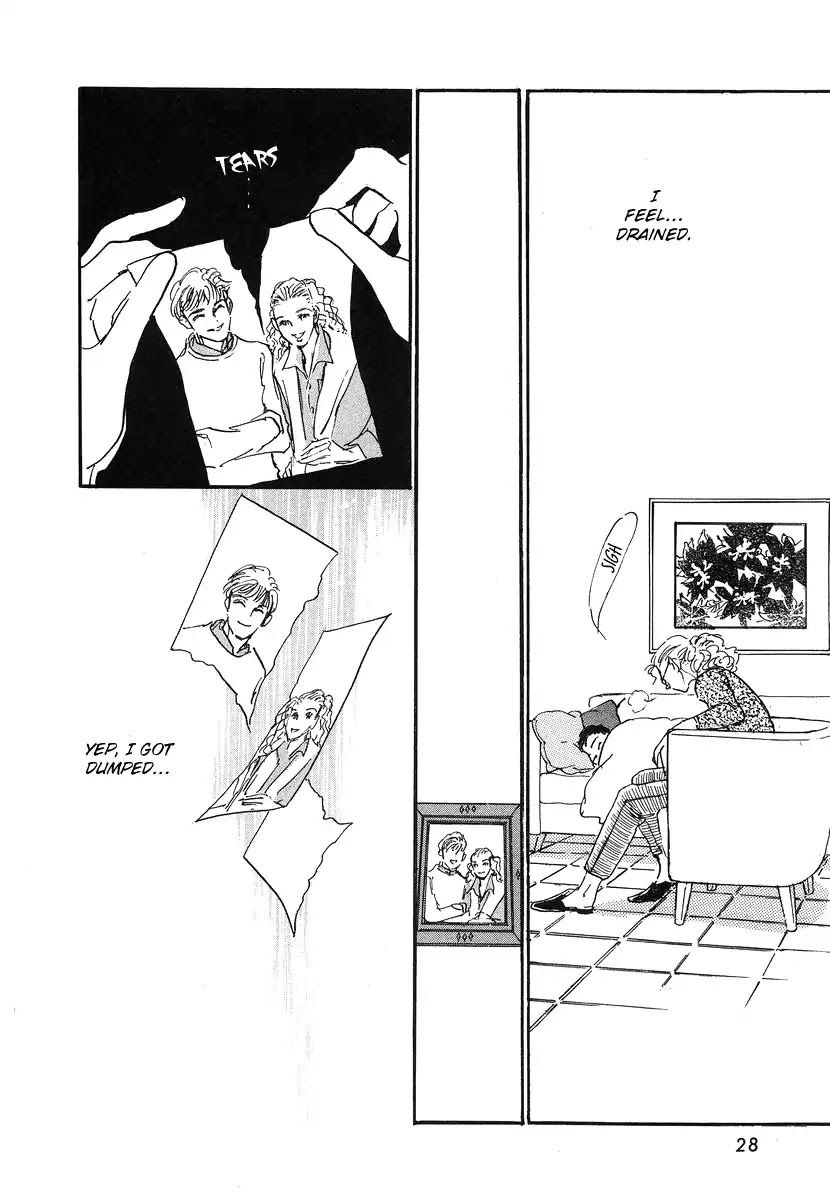 I
FEEL...
DRAINED.
SIGH
TEARS
...
YEP, I GOT
DUMPED...
28